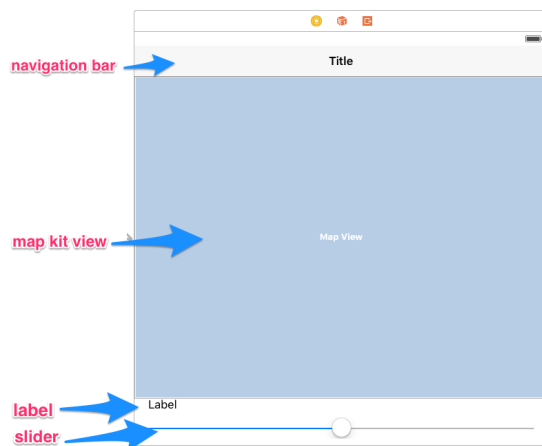 Title
navigation bar
map kit view
Map View
Label
label
slider